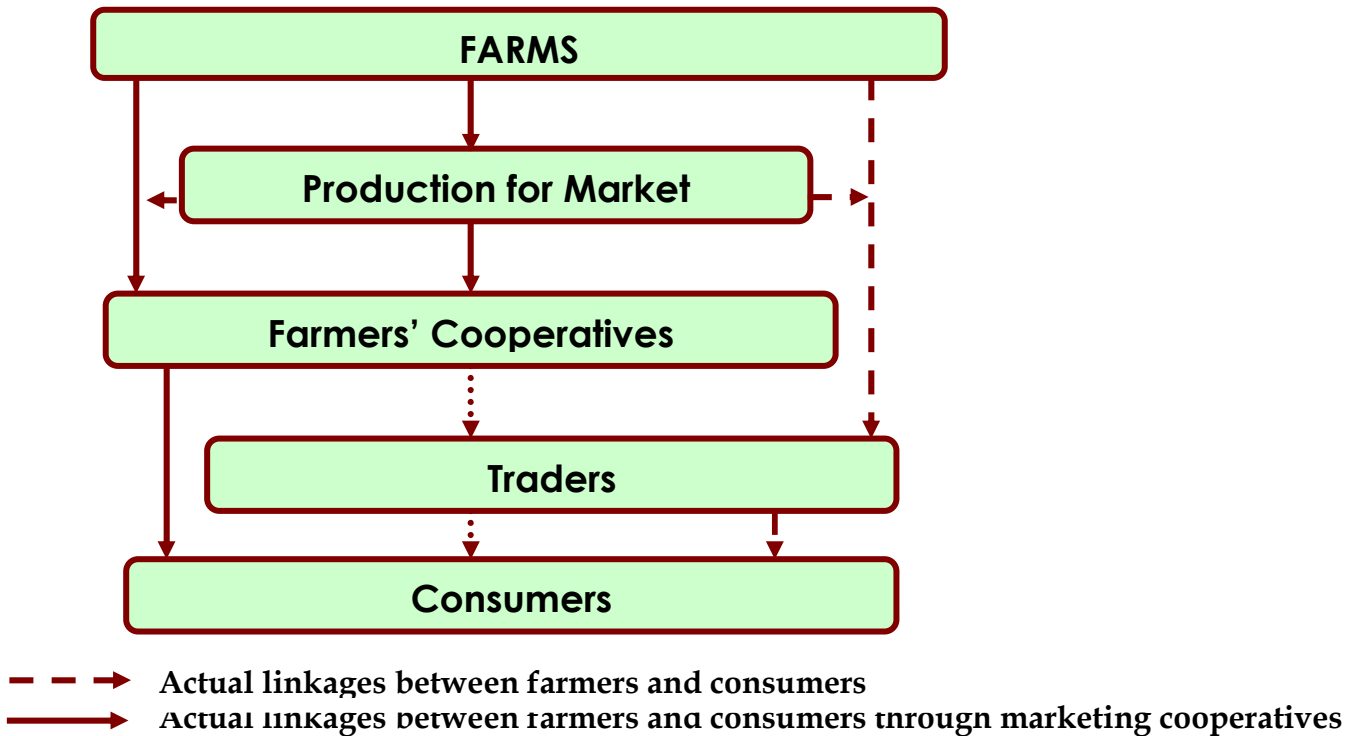 FARMS
Production for Market
Farmers’ Cooperatives
Traders
Consumers
Actual linkages between farmers and consumers
Actual linkages between farmers and consumers through marketing cooperatives